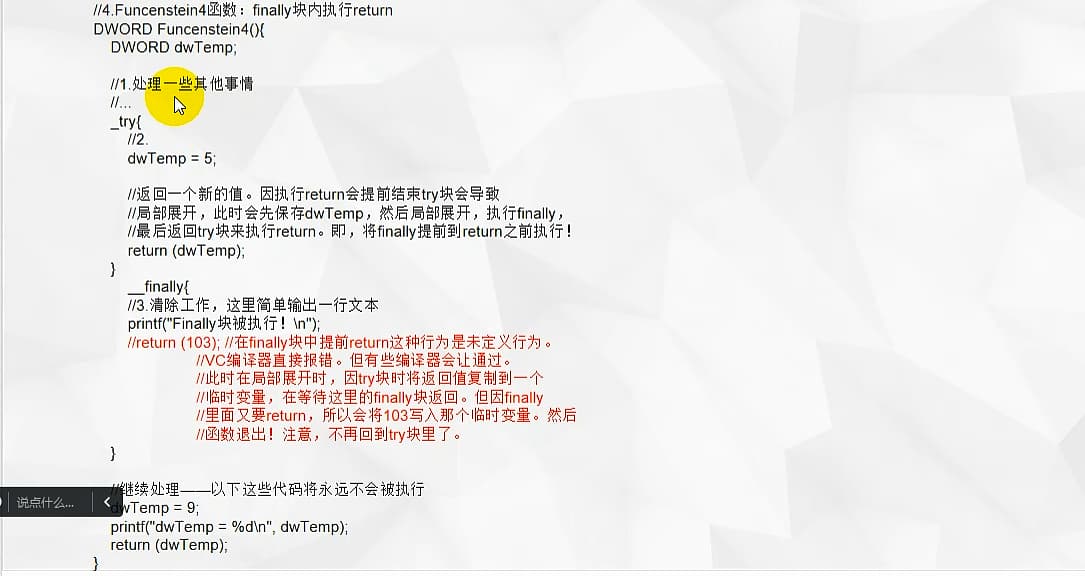 //4.Funcenstein4函数：finally块内执行return
DWORD Funcenstein4(){
DWORD dwTemp;
//1.处理一些其他事情
//...
_try{
//2.
dwTemp = 5;
//返回一个新的值。因执行return会提前结束try块会导致
//局部展开，此时会先保存dwTemp，然后局部展开，执行finally，
//最后返回try块来执行return。即，将finally提前到return之前执行！
return (dwTemp);
}
__finally{
//3.清除工作，这里简单输出一行文本
printf("Finally块被执行！\n");
//return (103); //在finally块中提前return这种行为是未定义行为。
//VC编译器直接报错。但有些编译器会让通过。
//此时在局部展开时，因try块时将返回值复制到一个
//临时变量，在等待这里的finally块返回。但因finally
//里面又要return，所以会将103写入那个临时变量。然后
//函数退出！注意，不再回到try块里了。
}
//继续处理——以下这些代码将永远不会被执行
说点什么...
dwTemp = 9;
printf("dwTemp = %d\n", dwTemp);
return (dwTemp);
}